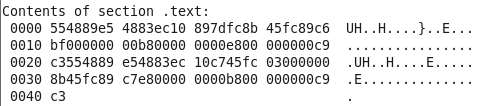 Contents of section .text:
 0000 554889e5 4883ec10 897dfc8b 45fc89c6  UH..H....}..E...
 0010 bf000000 00b80000 0000e800 000000c9  ................
 0020 c3554889 e54883ec 10c745fc 03000000  .UH..H....E.....
 0030 8b45fc89 c7e80000 0000b800 000000c9  .E..............
 0040 c3                                   .